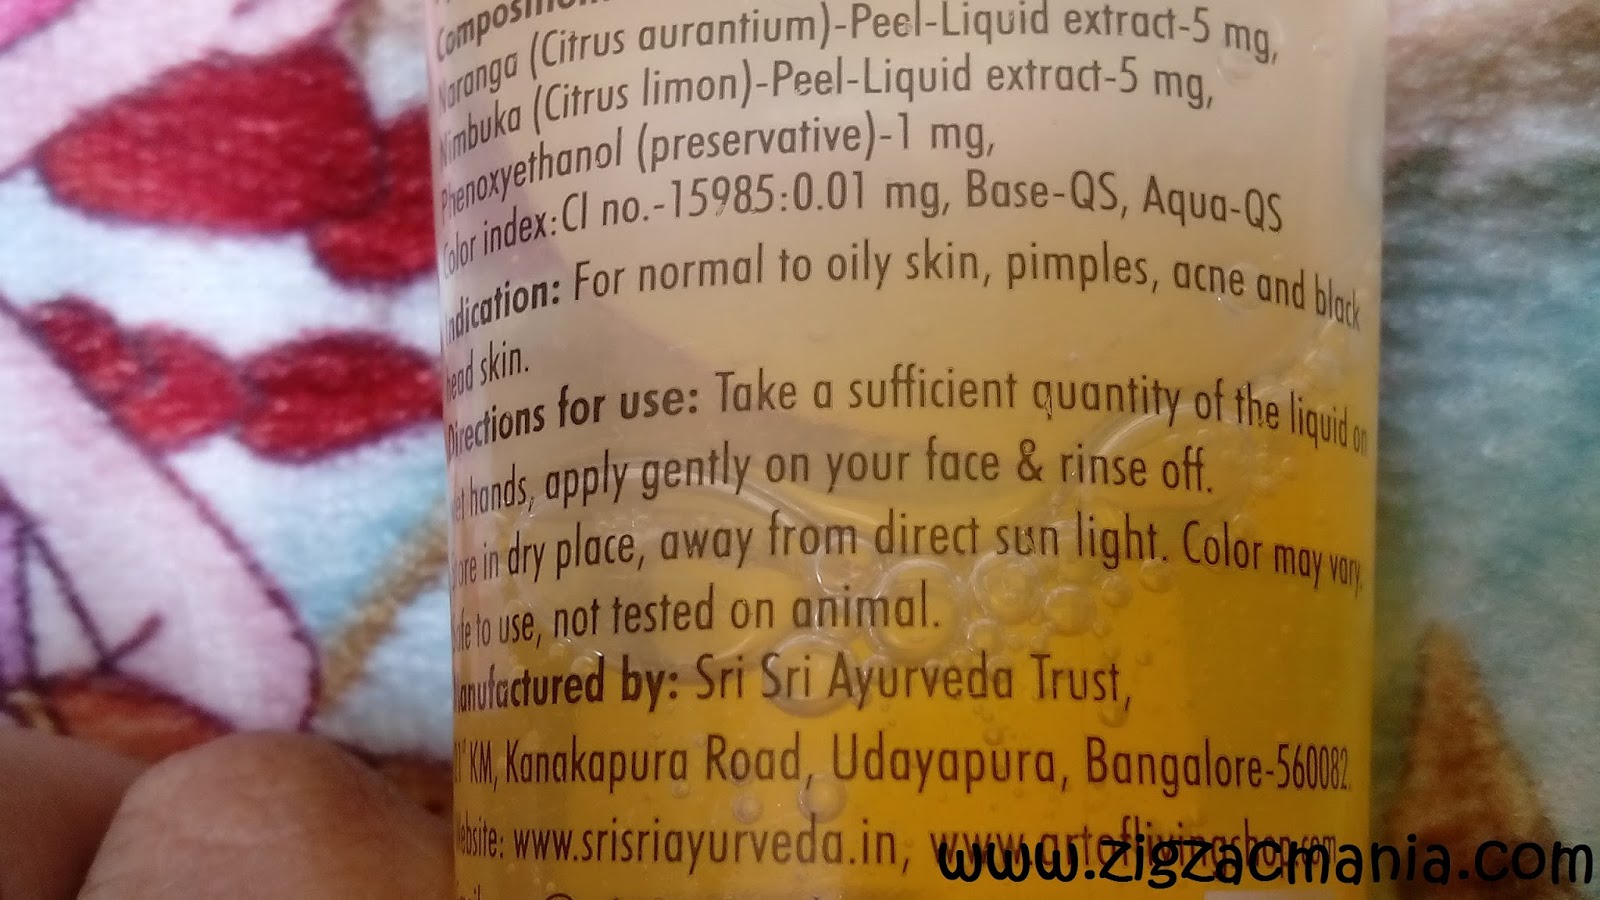 Composition
Naranga (Citrus aurantium)-Peel-Liquid extract-5 mg,
Nimbuka (Citrus limon)-Peel-Liquid extract-5 mg,
Phenoxyethanol (preservative)-1 mg,
Color index:CI no.-15985:0.01 mg, Base-QS, Aqua-QS
Indication: For normal to oily skin, pimples, acne and black
head skin.
Directions for use: Take a sufficient quantity of the liquid on
wet hands, apply gently on your face & rinse off.
Store in dry place, away from direct sun light. Color may vary.
Safe to use, not tested on animal.
Manufactured by: Sri Sri Ayurveda Trust,
21st KM, Kanakapura Road, Udayapura, Bangalore-560082.
Website: www.srisriayurveda.in, www.artoflivingshop.com
www.zigzacmania.com